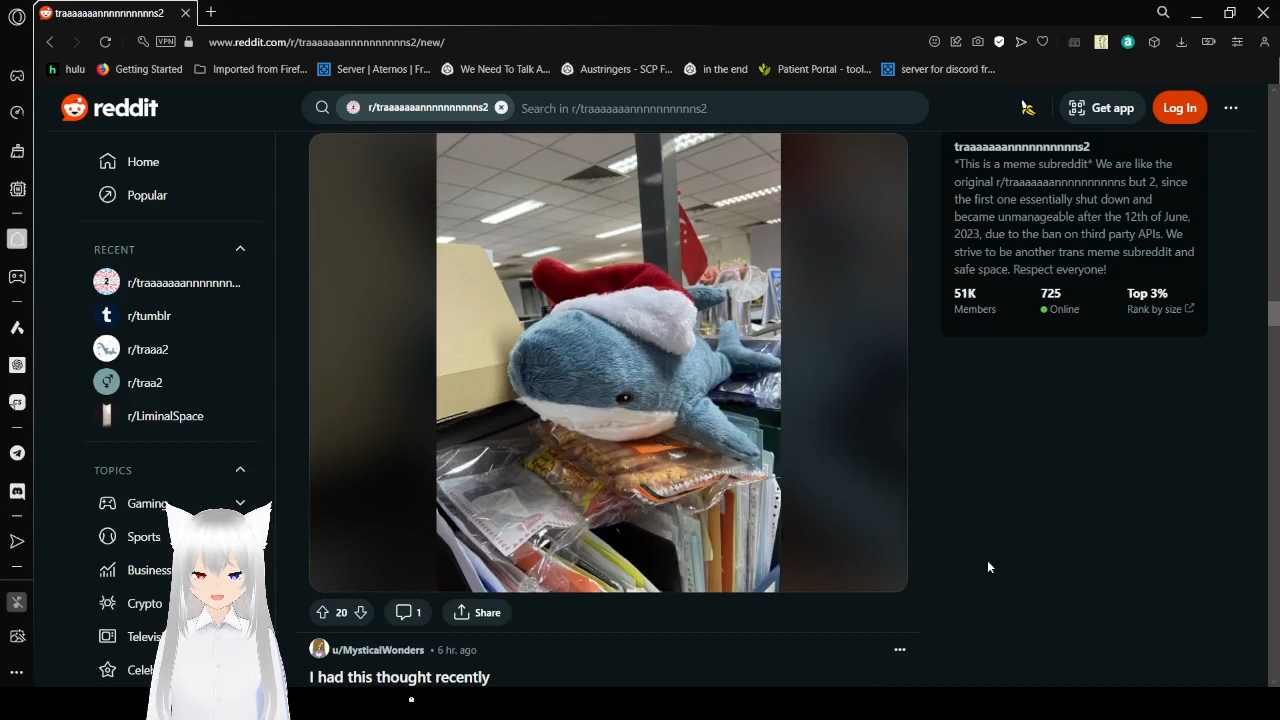 traaaaaaannnnnnnnnns2
VPN
www.reddit.com/r/traaaaaaannnnnnnnnns2/new/
hulu
Getting Started
Imported from Firef...
Server | Aternos | Fr...
We Need To Talk A...
Austringers - SCP F...
in the end
Patient Portal - tool...
server for discord fr...
reddit
r/traaaaaaannnnnnnnnns2
Search in r/traaaaaaannnnnnnnnns2
Get app
Log In
Home
Popular
RECENT
r/traaaaaaannnnnnn...
r/tumblr
r/traaa2
r/traa2
r/LiminalSpace
TOPICS
Gaming
Sports
Business
Crypto
Televi
Celeb
20
1
Share
u/MysticalWonders • 6 hr. ago
I had this thought recently
traaaaaaannnnnnnnnns2
*This is a meme subreddit* We are like the
original r/traaaaaaannnnnnnnnns but 2, since
the first one essentially shut down and
became unmanageable after the 12th of June,
2023, due to the ban on third party APIs. We
strive to be another trans meme subreddit and
safe space. Respect everyone!
51K
Members
725
Online
Top 3%
Rank by size